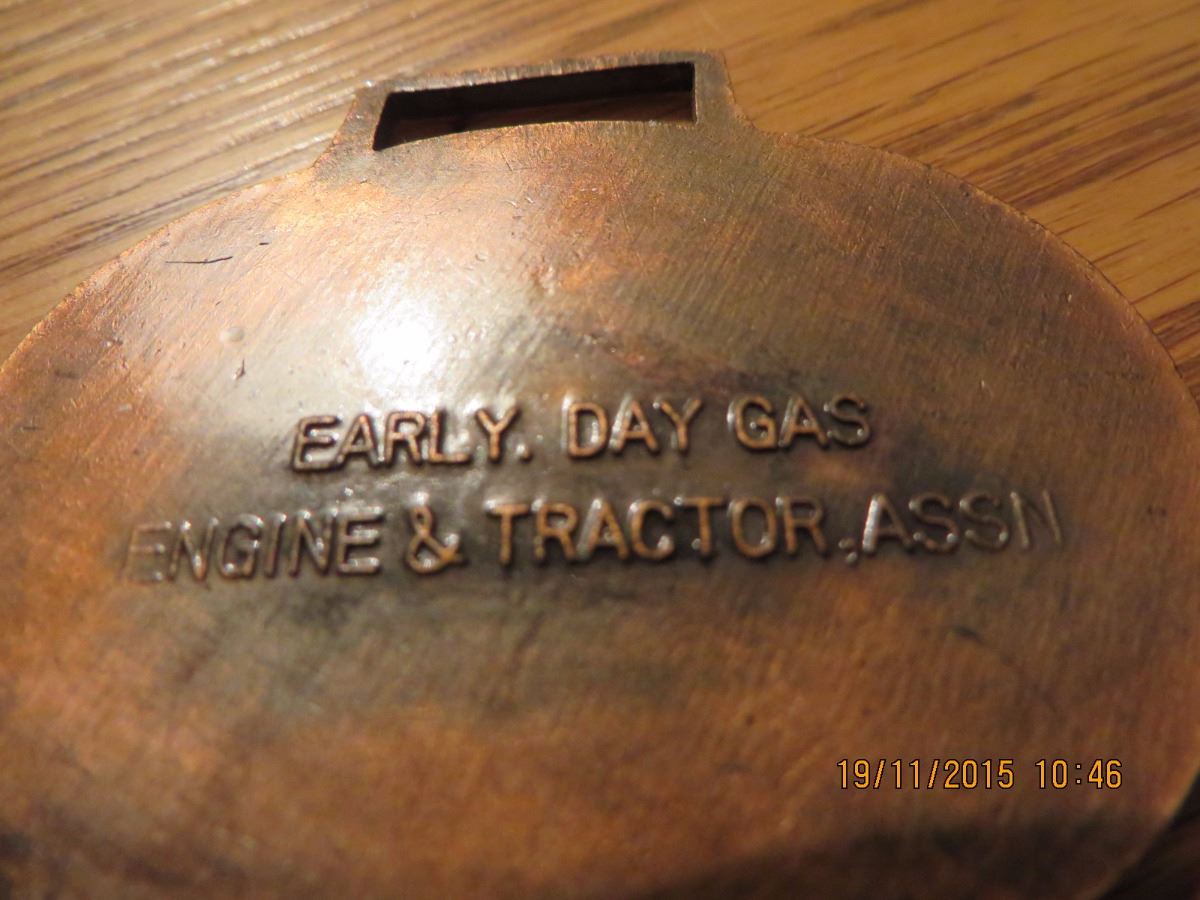 EARLY. DAY GAS
ENGINE & TRACTOR ASSN
19/11/2015 10:46